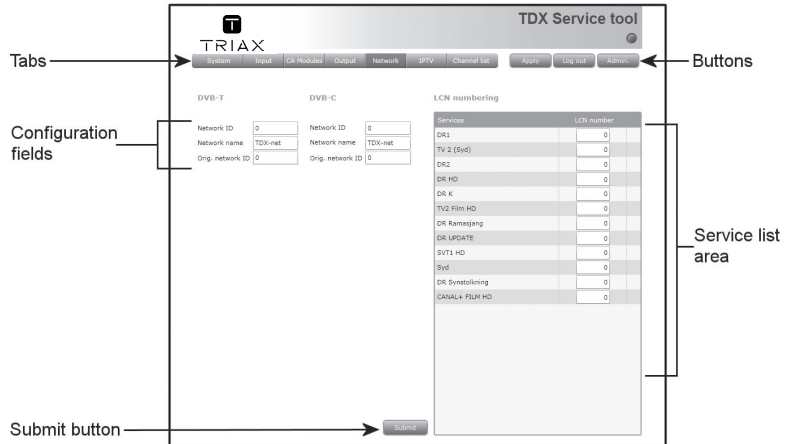 TRIAX
TDX Service tool
Tabs
System Input CA Modules Output Network IPTV Channel list Apply Log out Admin.
Buttons
DVB-T DVB-C LCN numbering
Configuration fields
Network ID 0 Network ID 0
Network name TDX-net Network name TDX-net
Orig. network ID 0 Orig. network ID 0
Services LCN number
DR1 0
TV 2 (Syd) 0
DR2 0
DR HD 0
DR K 0
TV2 Film HD 0
DR Ramasjang 0
DR UPDATE 0
SVT1 HD 0
Syd 0
DR Synstolkning 0
CANAL+ FILM HD 0
Service list area
Submit button
Submit